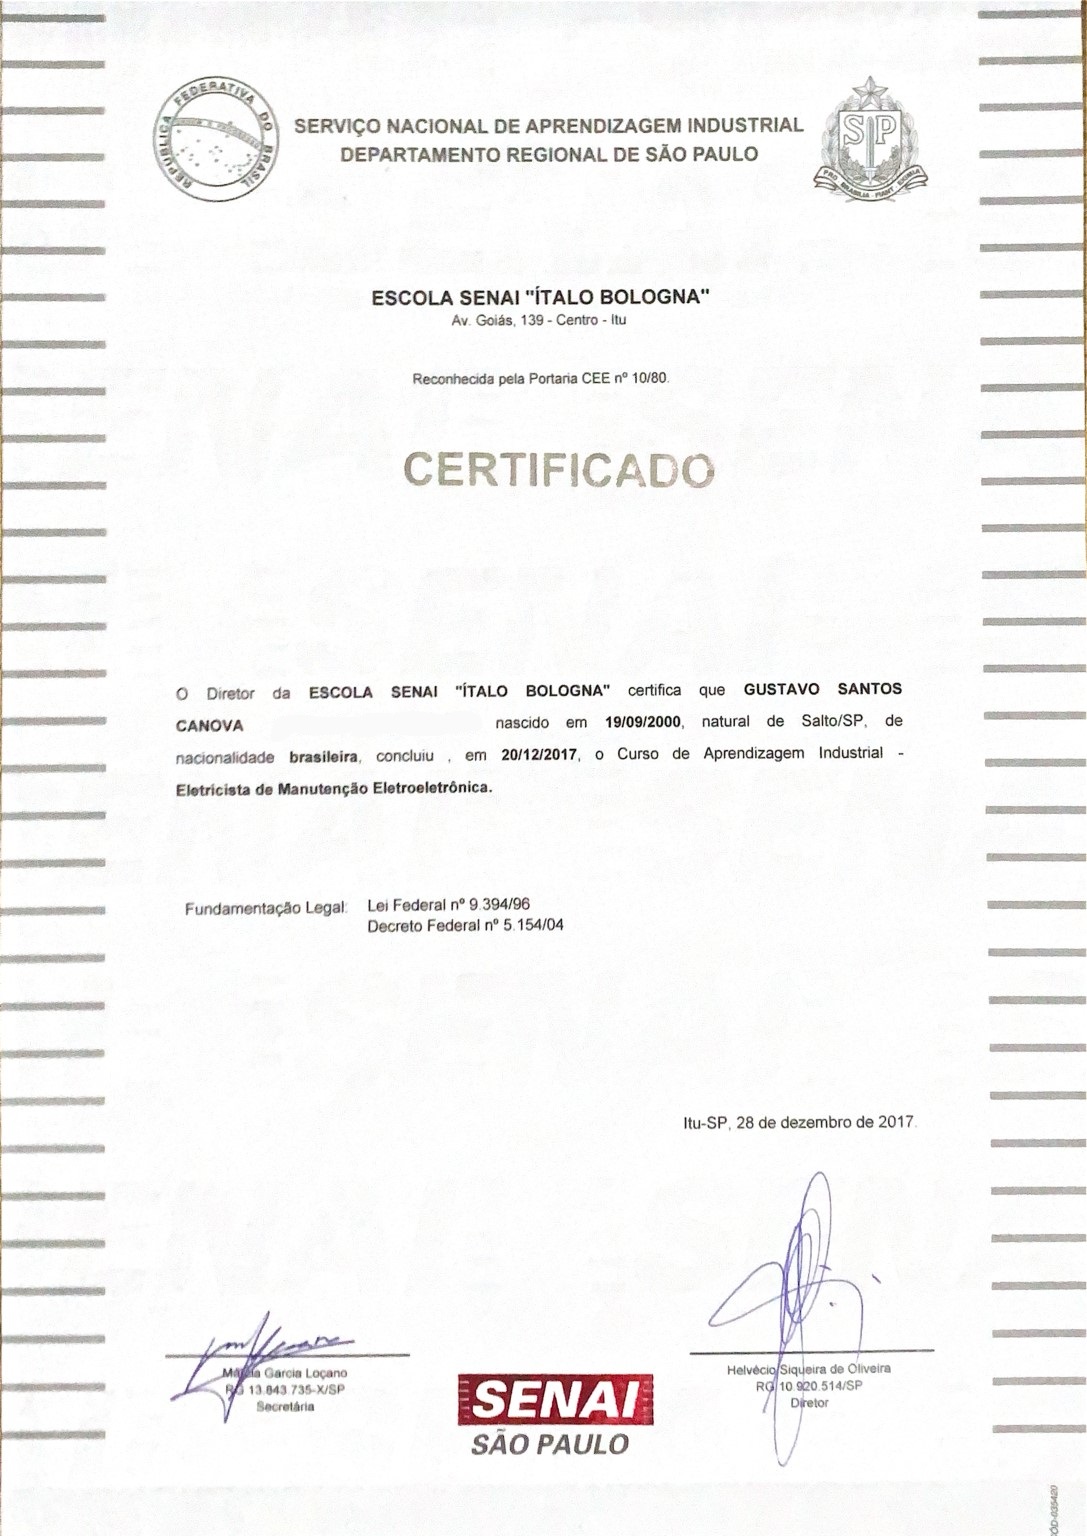 REPÚBLICA FEDERATIVA DO BRASIL
SERVIÇO NACIONAL DE APRENDIZAGEM INDUSTRIAL
DEPARTAMENTO REGIONAL DE SÃO PAULO
SP
PRO BRASILIA FIANT EXIMIA
ESCOLA SENAI "ÍTALO BOLOGNA"
Av. Goiás, 139 - Centro - Itu
Reconhecida pela Portaria CEE nº 10/80.
CERTIFICADO
O Diretor da ESCOLA SENAI "ÍTALO BOLOGNA" certifica que GUSTAVO SANTOS
CANOVA nascido em 19/09/2000, natural de Salto/SP, de
nacionalidade brasileira, concluiu , em 20/12/2017, o Curso de Aprendizagem Industrial -
Eletricista de Manutenção Eletroeletrônica.
Fundamentação Legal: Lei Federal nº 9.394/96
Decreto Federal nº 5.154/04
Itu-SP, 28 de dezembro de 2017.
Garcia Loçano
RG 13.843.735-X/SP
Secretária
Helvécio Siqueira de Oliveira
RG 10.920.514/SP
Diretor
SENAI
SÃO PAULO